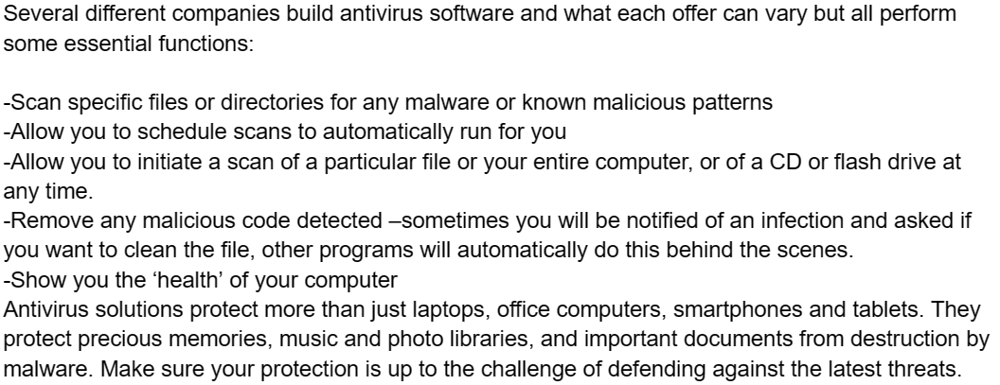 Several different companies build antivirus software and what each offer can vary but all perform
some essential functions:
-Scan specific files or directories for any malware or known malicious patterns
-Allow you to schedule scans to automatically run for you
-Allow you to initiate a scan of a particular file or your entire computer, or of a CD or flash drive at
any time.
-Remove any malicious code detected –sometimes you will be notified of an infection and asked if
you want to clean the file, other programs will automatically do this behind the scenes.
-Show you the ‘health’ of your computer
Antivirus solutions protect more than just laptops, office computers, smartphones and tablets. They
protect precious memories, music and photo libraries, and important documents from destruction by
malware. Make sure your protection is up to the challenge of defending against the latest threats.